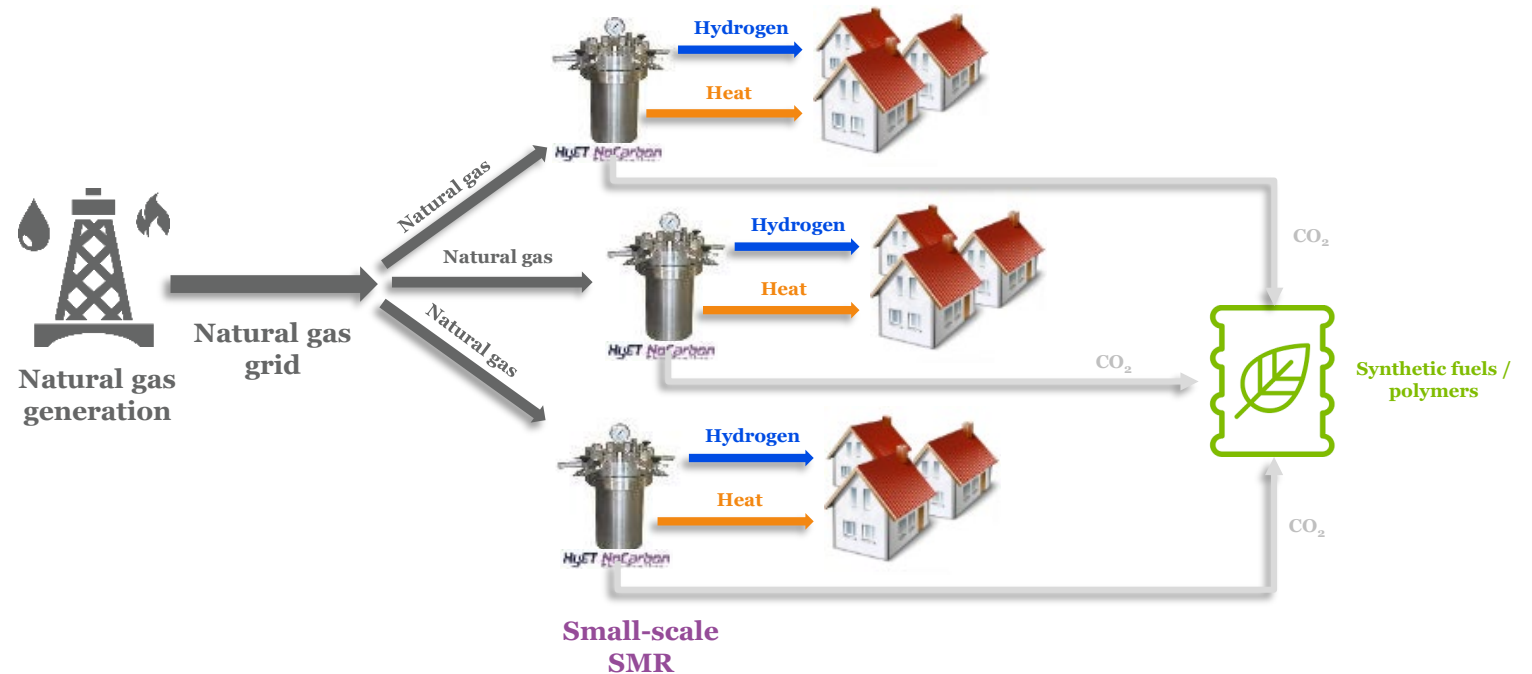 Hydrogen
Heat
HyET NoCarbon
Natural gas
Hydrogen
Natural gas
Heat
CO₂
Natural gas
Natural gas
grid
HyET NoCarbon
Natural gas
generation
CO₂
Synthetic fuels /
polymers
Hydrogen
Heat
CO₂
HyET NoCarbon
Small-scale
SMR